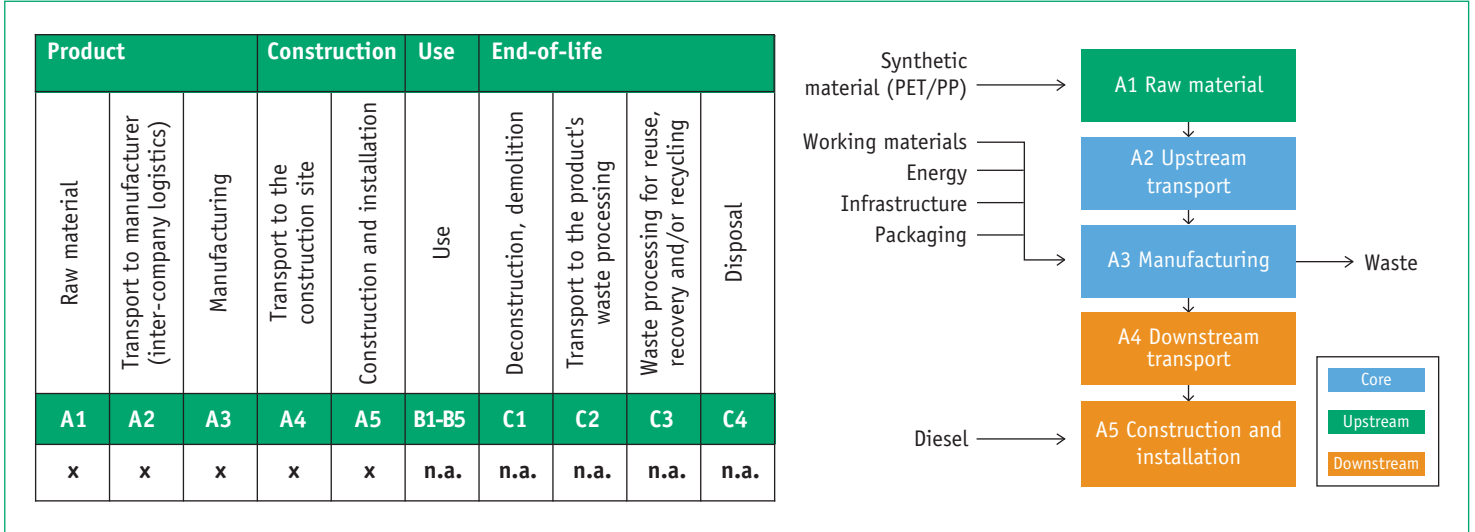 Product Construction Use End-of-life
Raw material
Transport to manufacturer
(inter-company logistics)
Manufacturing
Transport to the
construction site
Construction and installation
Use
Deconstruction, demolition
Transport to the product's
waste processing
Waste processing for reuse,
recovery and/or recycling
Disposal
A1 A2 A3 A4 A5 B1-B5 C1 C2 C3 C4
x x x x x n.a. n.a. n.a. n.a. n.a.
Synthetic
material (PET/PP)
A1 Raw material
A2 Upstream
transport
Working materials
Energy
Infrastructure
Packaging
A3 Manufacturing
Waste
A4 Downstream
transport
Diesel
A5 Construction and
installation
Core
Upstream
Downstream